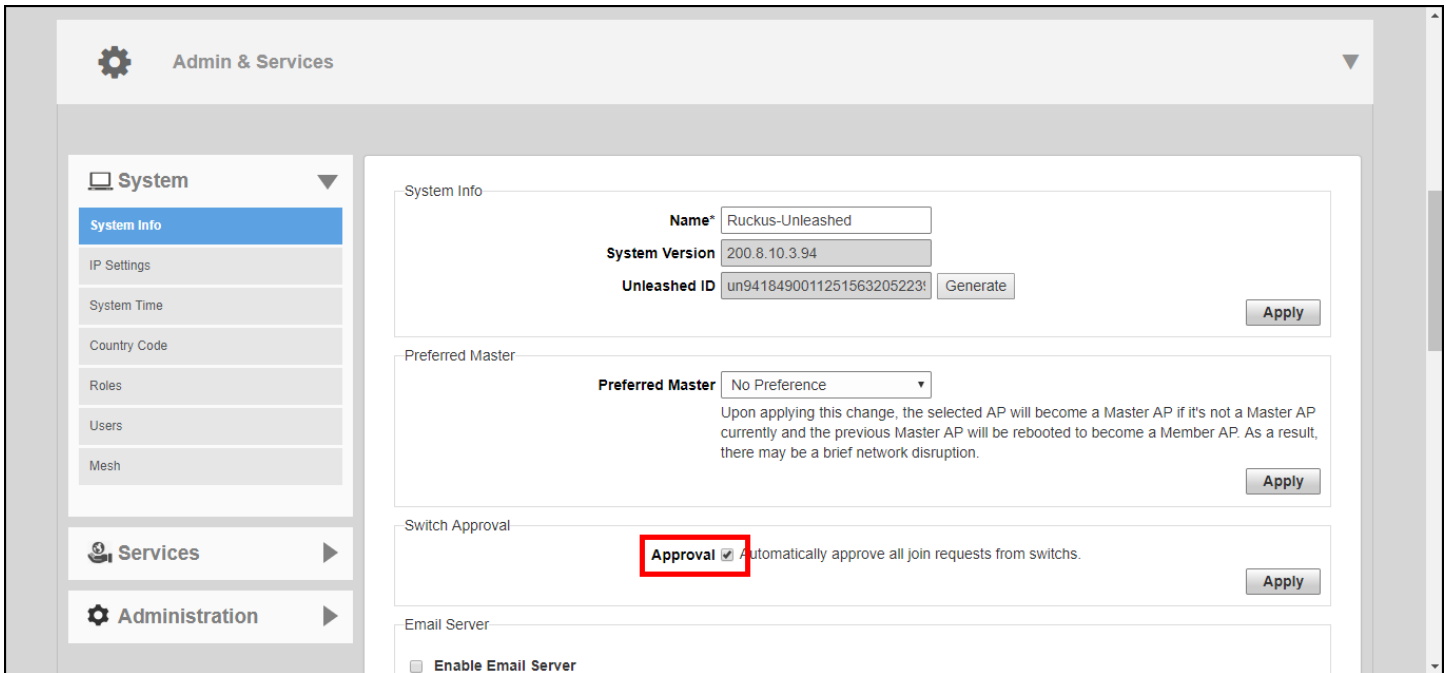 Admin & Services
System
System Info
IP Settings
System Time
Country Code
Roles
Users
Mesh
Services
Administration
System Info
Name* Ruckus-Unleashed
System Version 200.8.10.3.94
Unleashed ID un9418490011251563205223 Generate
Apply
Preferred Master
Preferred Master No Preference
Upon applying this change, the selected AP will become a Master AP if it's not a Master AP
currently and the previous Master AP will be rebooted to become a Member AP. As a result,
there may be a brief network disruption.
Apply
Switch Approval
Approval Automatically approve all join requests from switchs.
Apply
Email Server
Enable Email Server